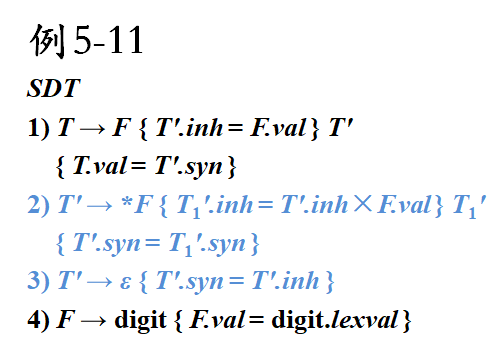 例5-11
SDT
1) T → F { T′.inh = F.val } T′
{ T.val = T′.syn }
2) T′ → *F { T₁′.inh = T′.inh × F.val } T₁′
{ T′.syn = T₁′.syn }
3) T′ → ε { T′.syn = T′.inh }
4) F → digit { F.val = digit.lexval }